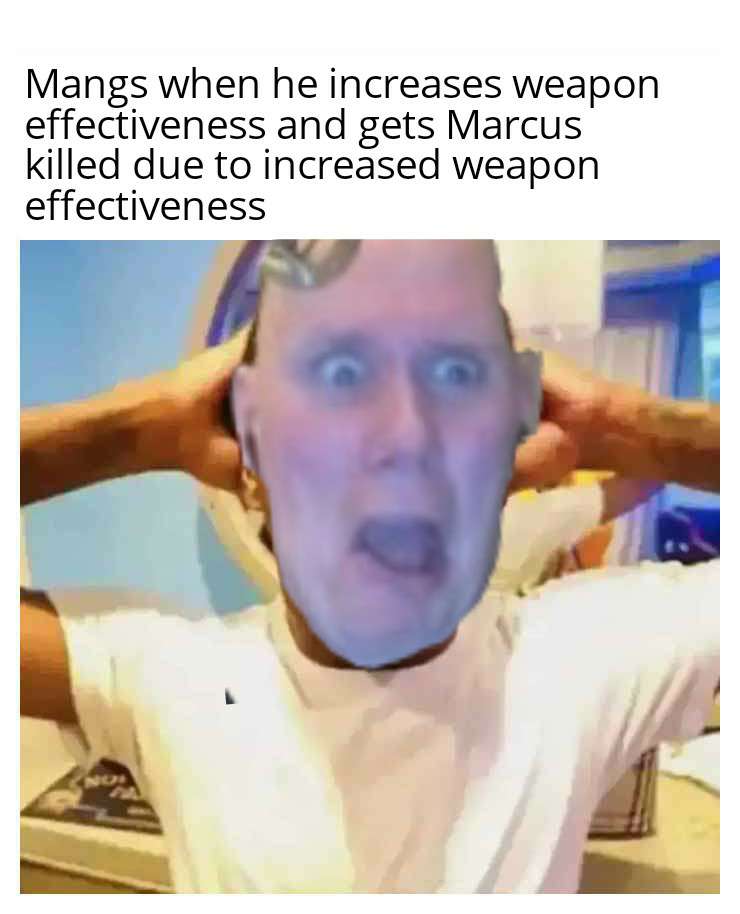 Mangs when he increases weapon
effectiveness and gets Marcus
killed due to increased weapon
effectiveness